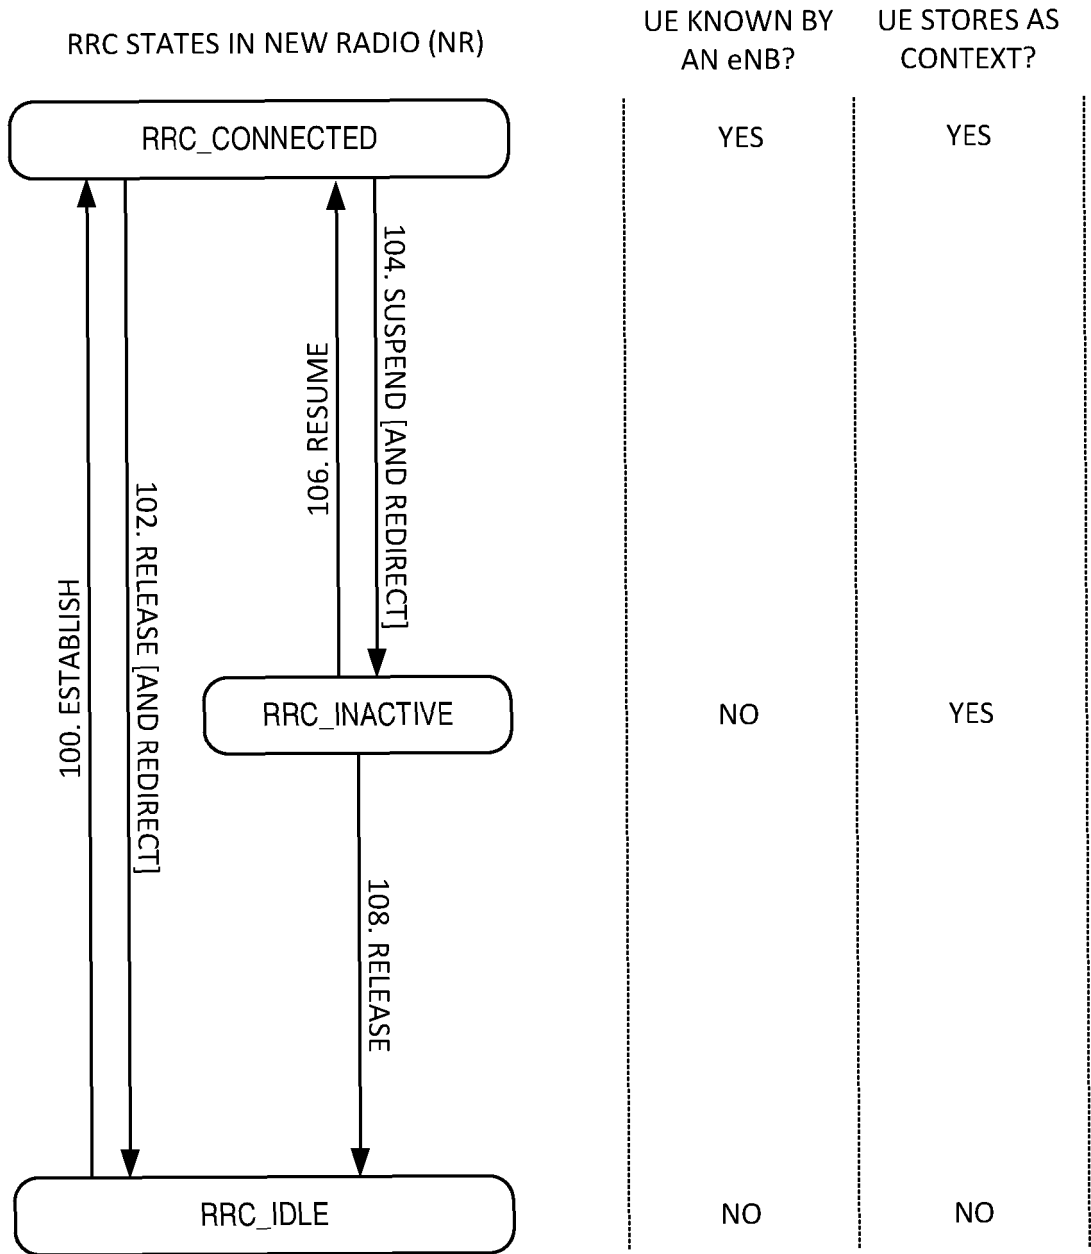 RRC STATES IN NEW RADIO (NR)
UE KNOWN BY
AN eNB?
UE STORES AS
CONTEXT?
RRC_CONNECTED
YES
YES
100. ESTABLISH
102. RELEASE [AND REDIRECT]
106. RESUME
104. SUSPEND [AND REDIRECT]
RRC_INACTIVE
NO
YES
108. RELEASE
RRC_IDLE
NO
NO